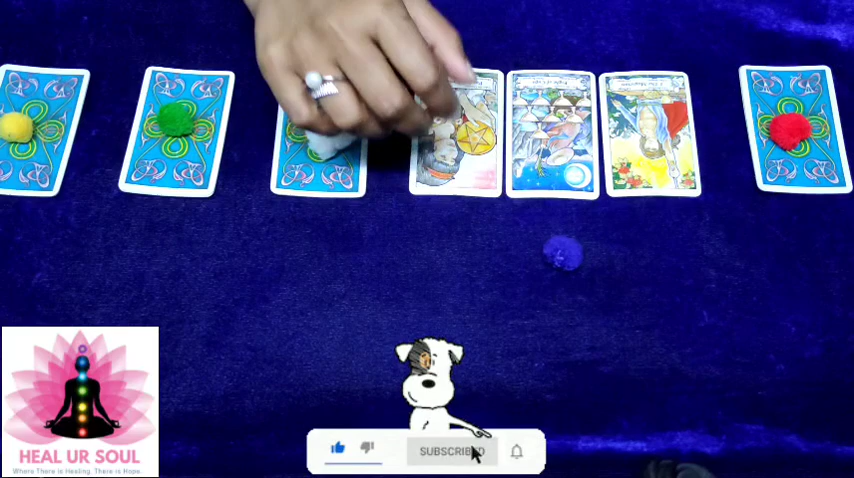 HEAL UR SOUL
Where There is Healing, There is Hope.
SUBSCRIBED